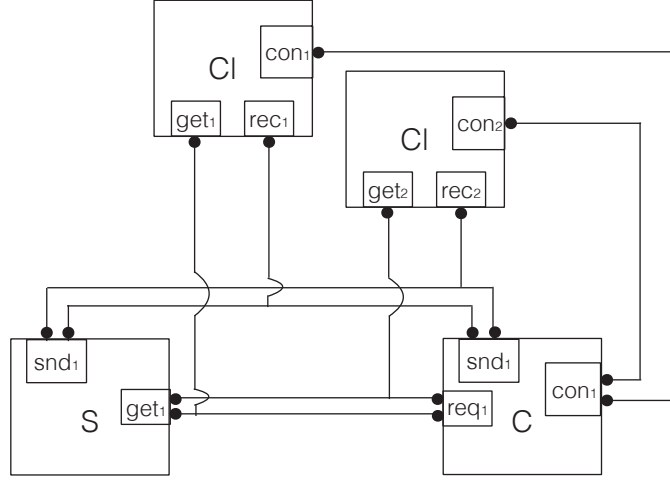 con₁
Cl
get₁ rec₁
con₂
Cl
get₂ rec₂
snd₁
get₁
S
snd₁
con₁
req₁
C